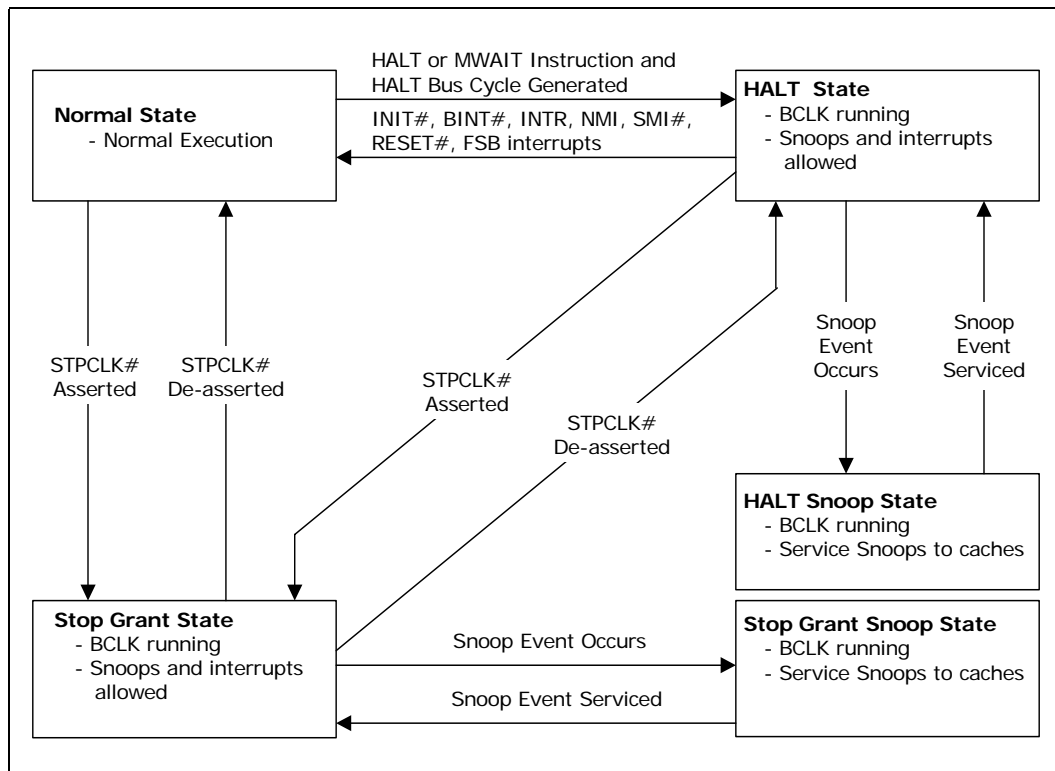 HALT or MWAIT Instruction and
HALT Bus Cycle Generated
INIT#, BINT#, INTR, NMI, SMI#,
RESET#, FSB interrupts
Normal State
- Normal Execution
HALT State
- BCLK running
- Snoops and interrupts
allowed
STPCLK#
Asserted
STPCLK#
De-asserted
STPCLK#
Asserted
STPCLK#
De-asserted
Snoop
Event
Occurs
Snoop
Event
Serviced
HALT Snoop State
- BCLK running
- Service Snoops to caches
Stop Grant State
- BCLK running
- Snoops and interrupts
allowed
Snoop Event Occurs
Snoop Event Serviced
Stop Grant Snoop State
- BCLK running
- Service Snoops to caches